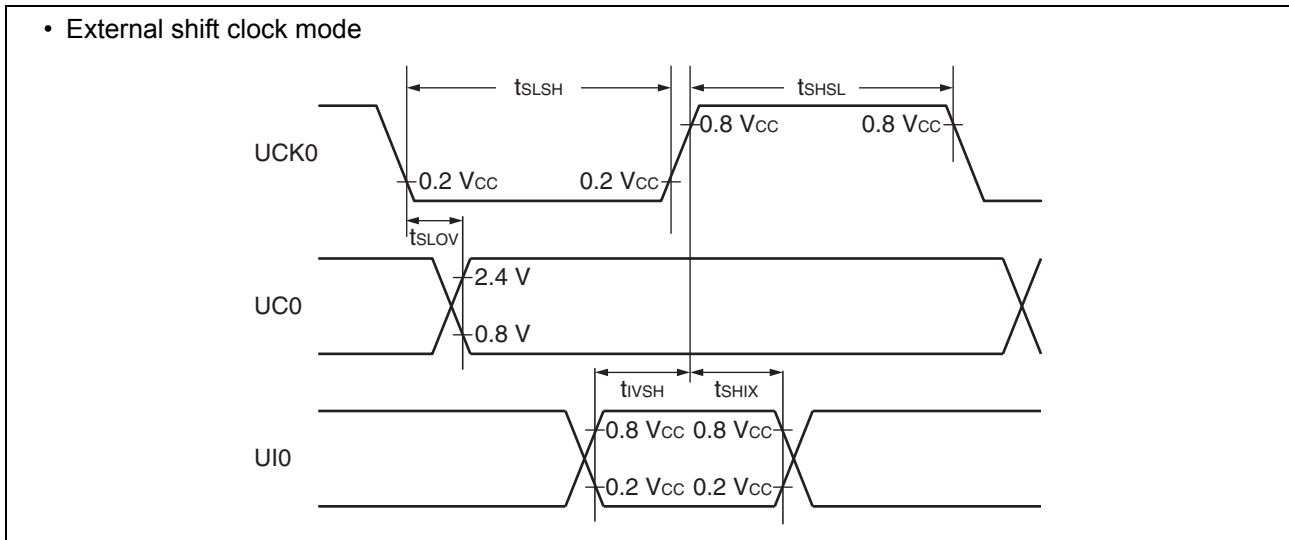 • External shift clock mode
tSLSH
tSHSL
UCK0
0.8 VCC
0.8 VCC
0.2 VCC
0.2 VCC
tSLOV
UC0
2.4 V
0.8 V
tIVSH
tSHIX
UI0
0.8 VCC
0.8 VCC
0.2 VCC
0.2 VCC